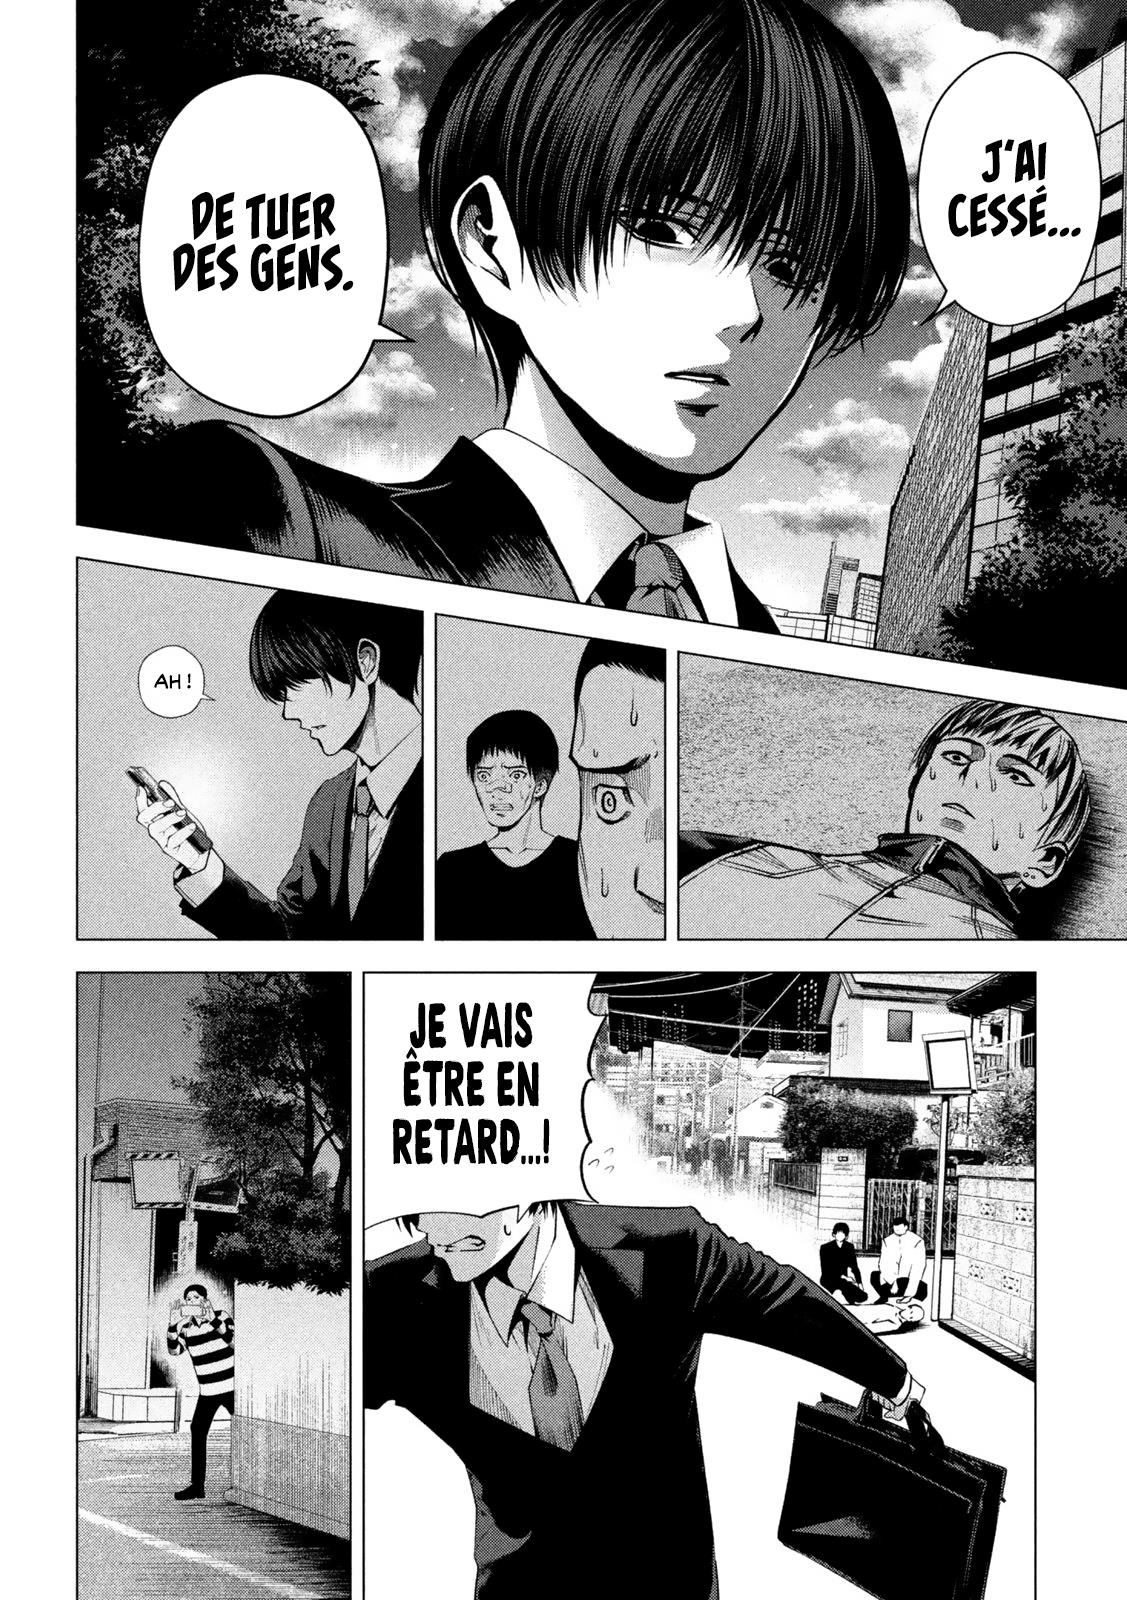 J'AI
CESSÉ...
DE TUER
DES GENS.
AH !
JE VAIS
ÊTRE EN
RETARD...!